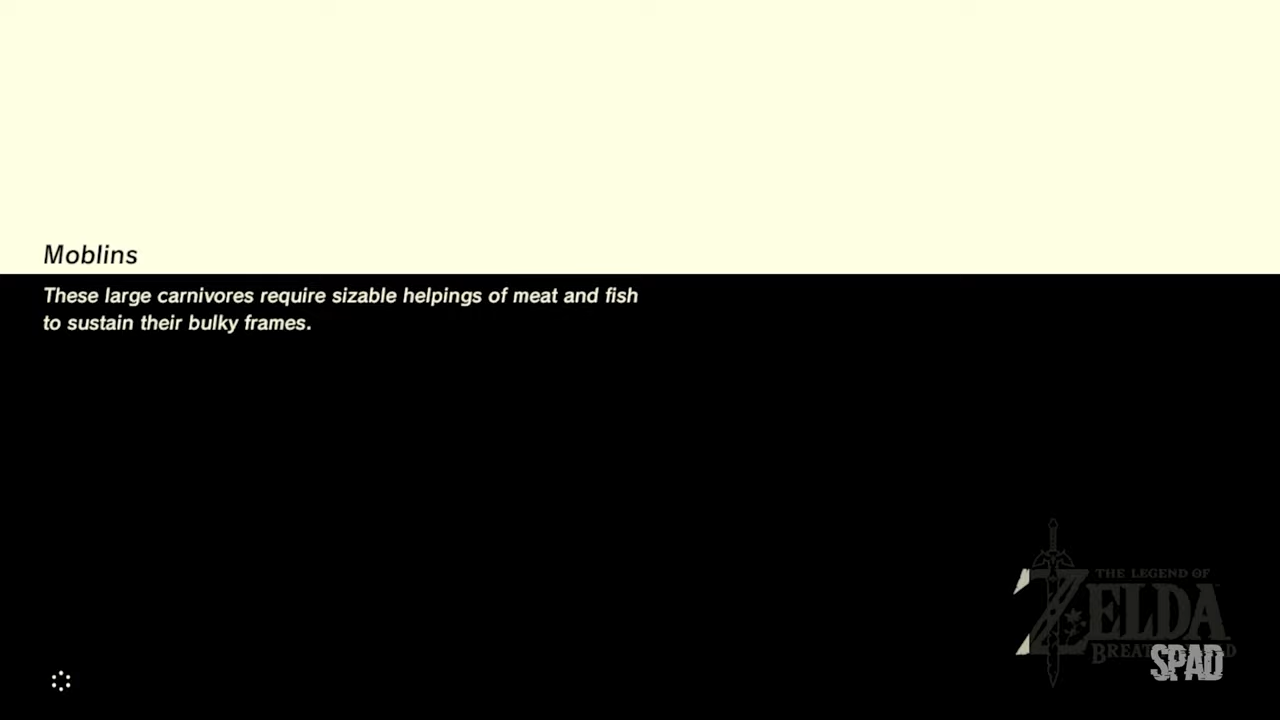 Moblins
These large carnivores require sizable helpings of meat and fish
to sustain their bulky frames.
THE LEGEND OF
ZELDA
SPAD